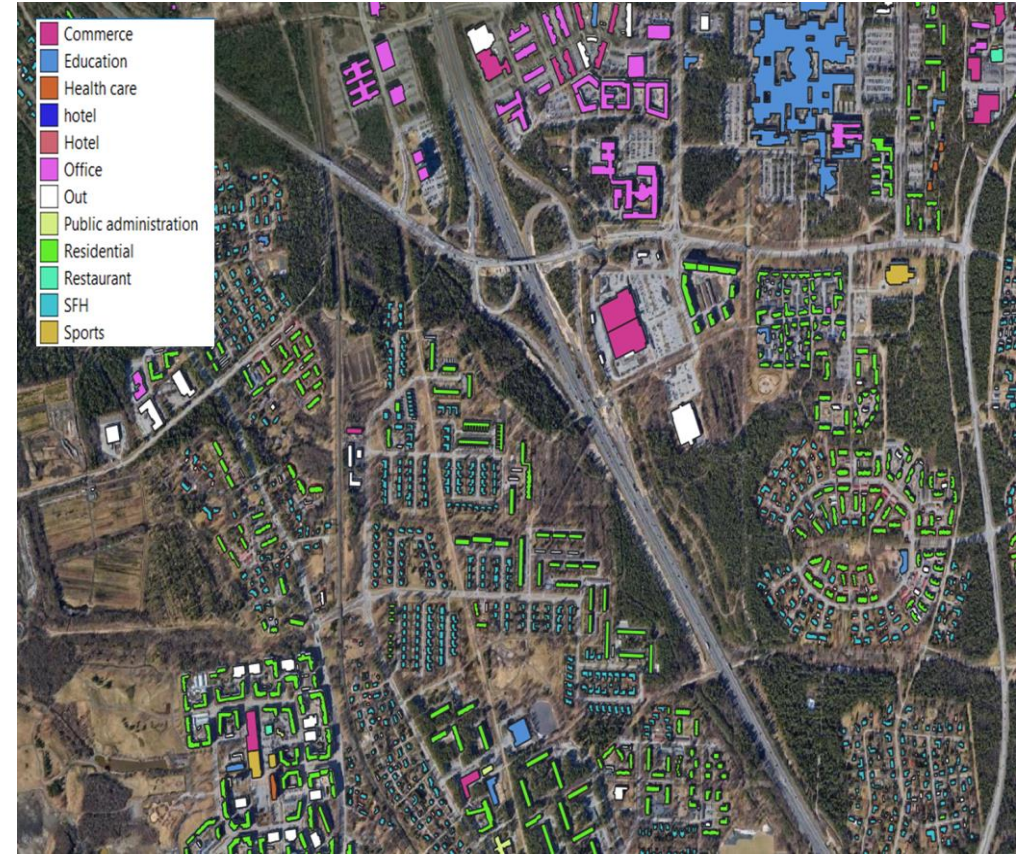 Commerce
Education
Health care
hotel
Hotel
Office
Out
Public administration
Residential
Restaurant
SFH
Sports